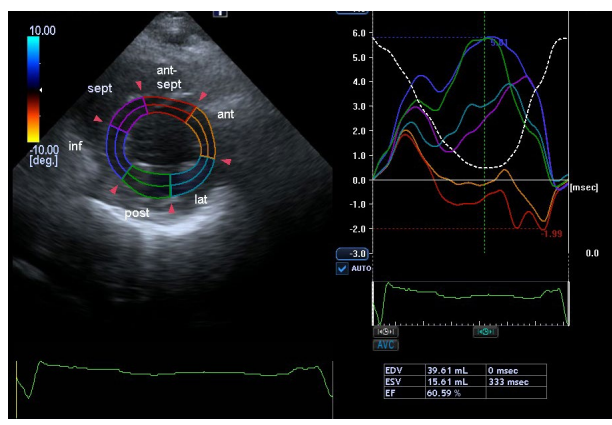 10.00
-10.00
[deg.]
sept
ant-
sept
ant
inf
lat
post
6.0
5.81
5.0
4.0
3.0
2.0
1.0
0.0
[msec]
-1.0
-2.0
-1.99
-3.0
0.0
AUTO
AVC
EDV 39.61 mL 0 msec
ESV 15.61 mL 333 msec
EF 60.59 %